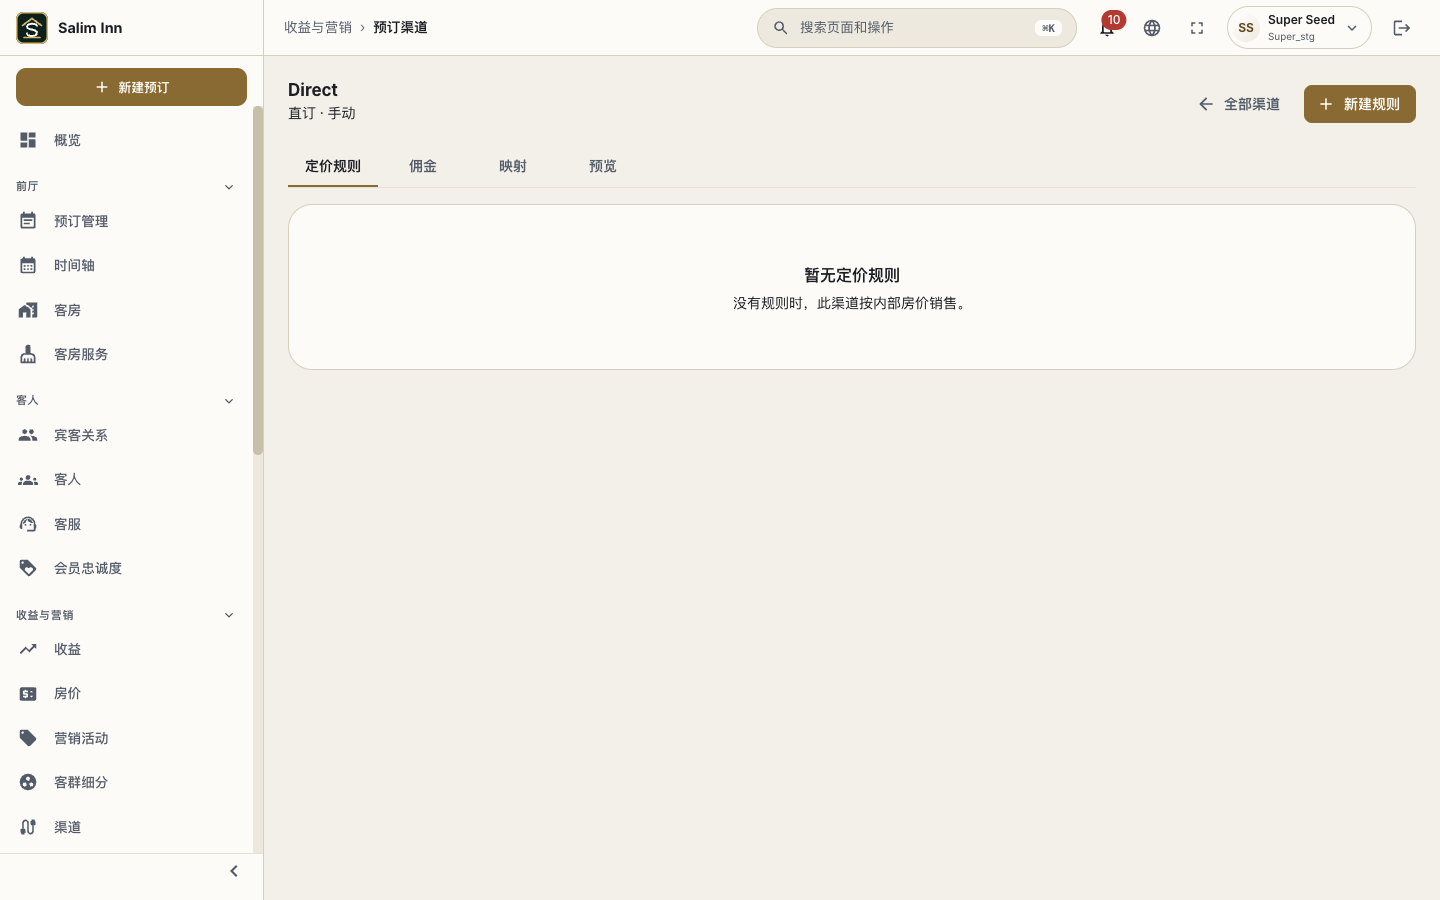 Salim Inn
收益与营销 › 预订渠道
搜索页面和操作
⌘K
10
SS
Super Seed
Super_stg
新建预订
概览
前厅
预订管理
时间轴
客房
客房服务
客人
宾客关系
客人
客服
会员忠诚度
收益与营销
收益
房价
营销活动
客群细分
渠道
Direct
直订 · 手动
全部渠道
新建规则
定价规则
佣金
映射
预览
暂无定价规则
没有规则时，此渠道按内部房价销售。